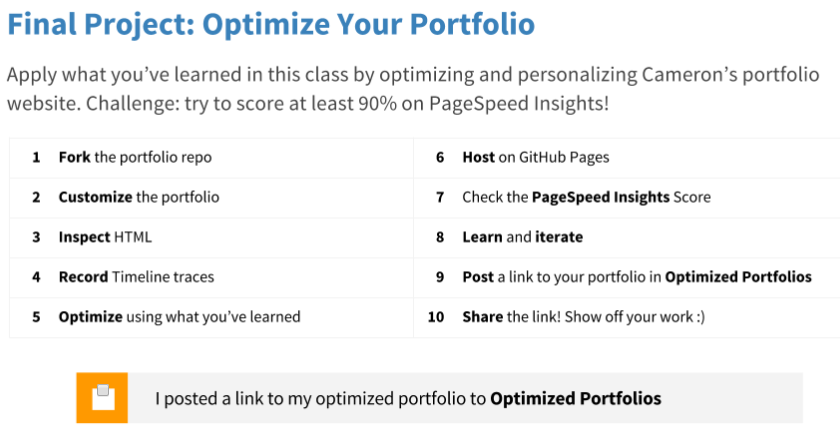 Final Project: Optimize Your Portfolio
Apply what you’ve learned in this class by optimizing and personalizing Cameron’s portfolio
website. Challenge: try to score at least 90% on PageSpeed Insights!
1 Fork the portfolio repo
2 Customize the portfolio
3 Inspect HTML
4 Record Timeline traces
5 Optimize using what you’ve learned
6 Host on GitHub Pages
7 Check the PageSpeed Insights Score
8 Learn and iterate
9 Post a link to your portfolio in Optimized Portfolios
10 Share the link! Show off your work :)
I posted a link to my optimized portfolio to Optimized Portfolios